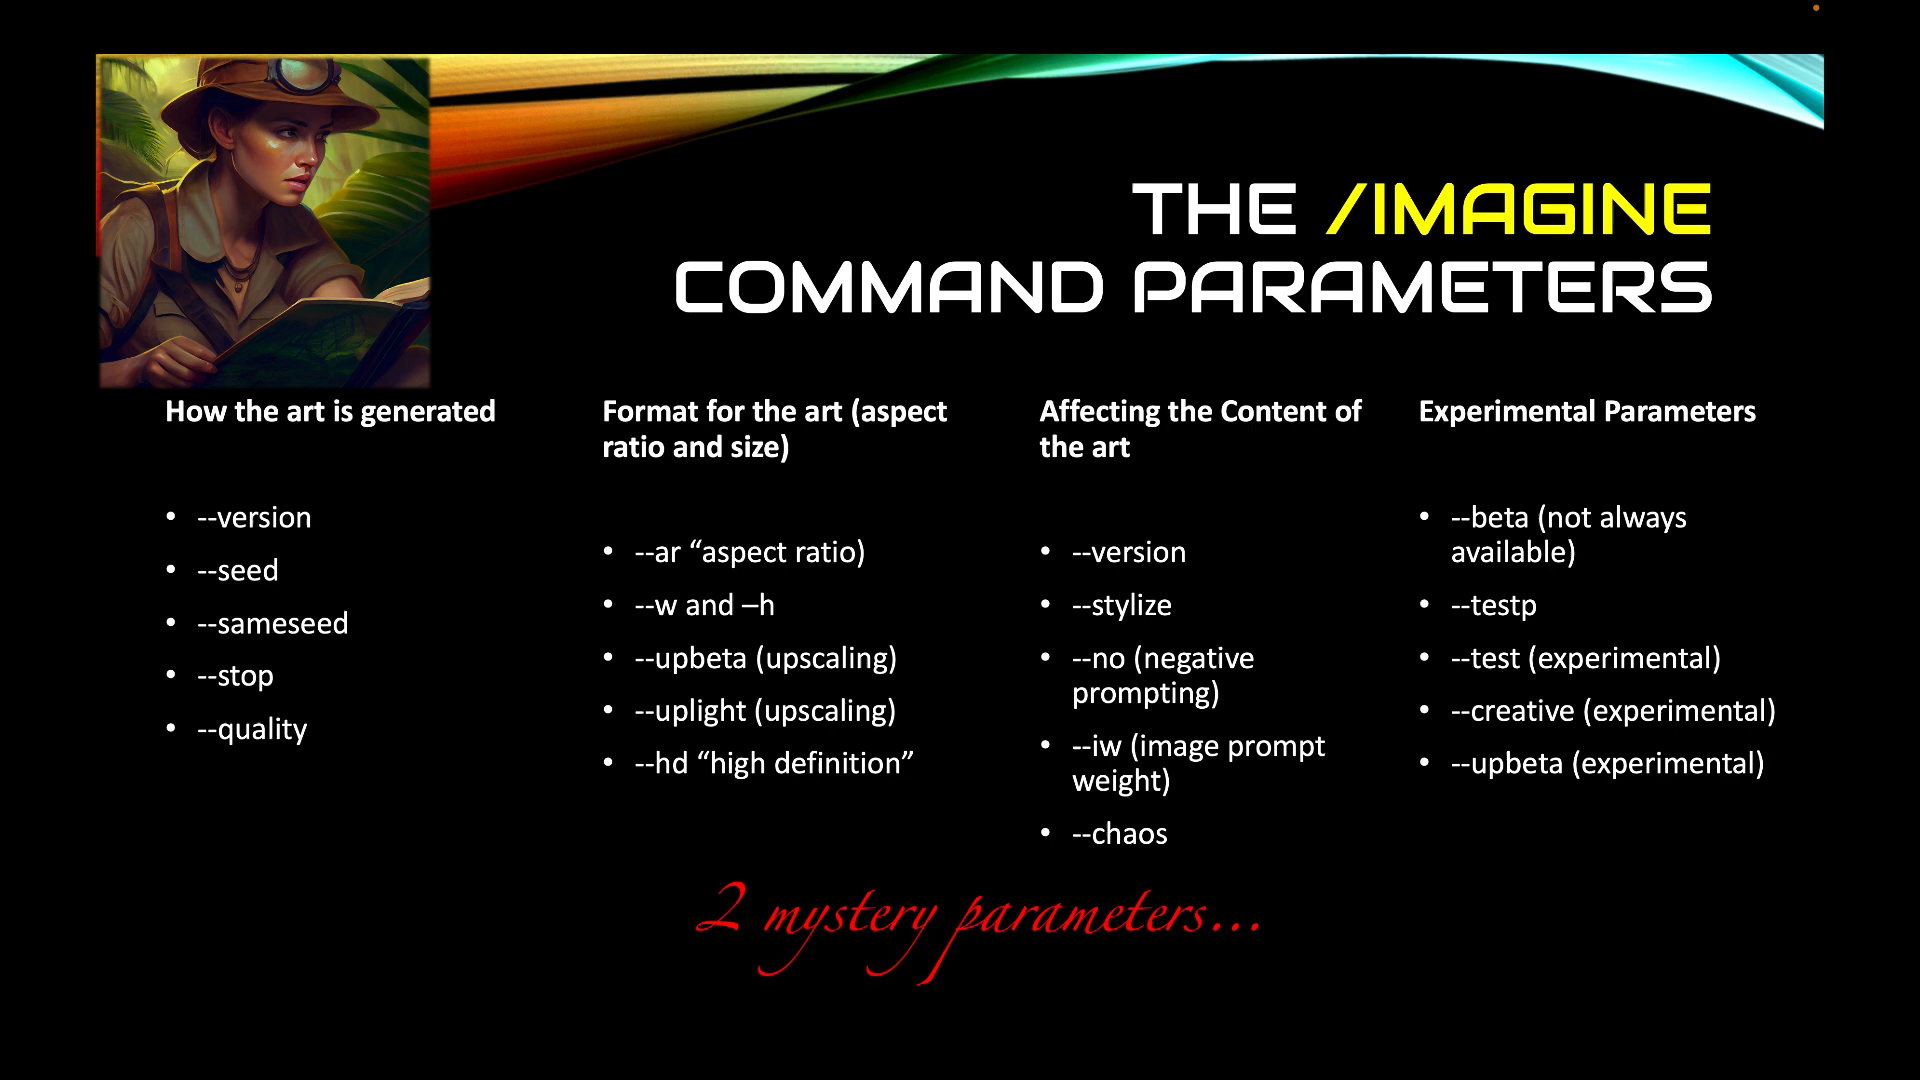 THE /IMAGINE
COMMAND PARAMETERS
How the art is generated
• --version
• --seed
• --sameseed
• --stop
• --quality
Format for the art (aspect
ratio and size)
• --ar “aspect ratio)
• --w and –h
• --upbeta (upscaling)
• --uplight (upscaling)
• --hd “high definition”
Affecting the Content of
the art
• --version
• --stylize
• --no (negative
prompting)
• --iw (image prompt
weight)
• --chaos
Experimental Parameters
• --beta (not always
available)
• --testp
• --test (experimental)
• --creative (experimental)
• --upbeta (experimental)
2 mystery parameters...